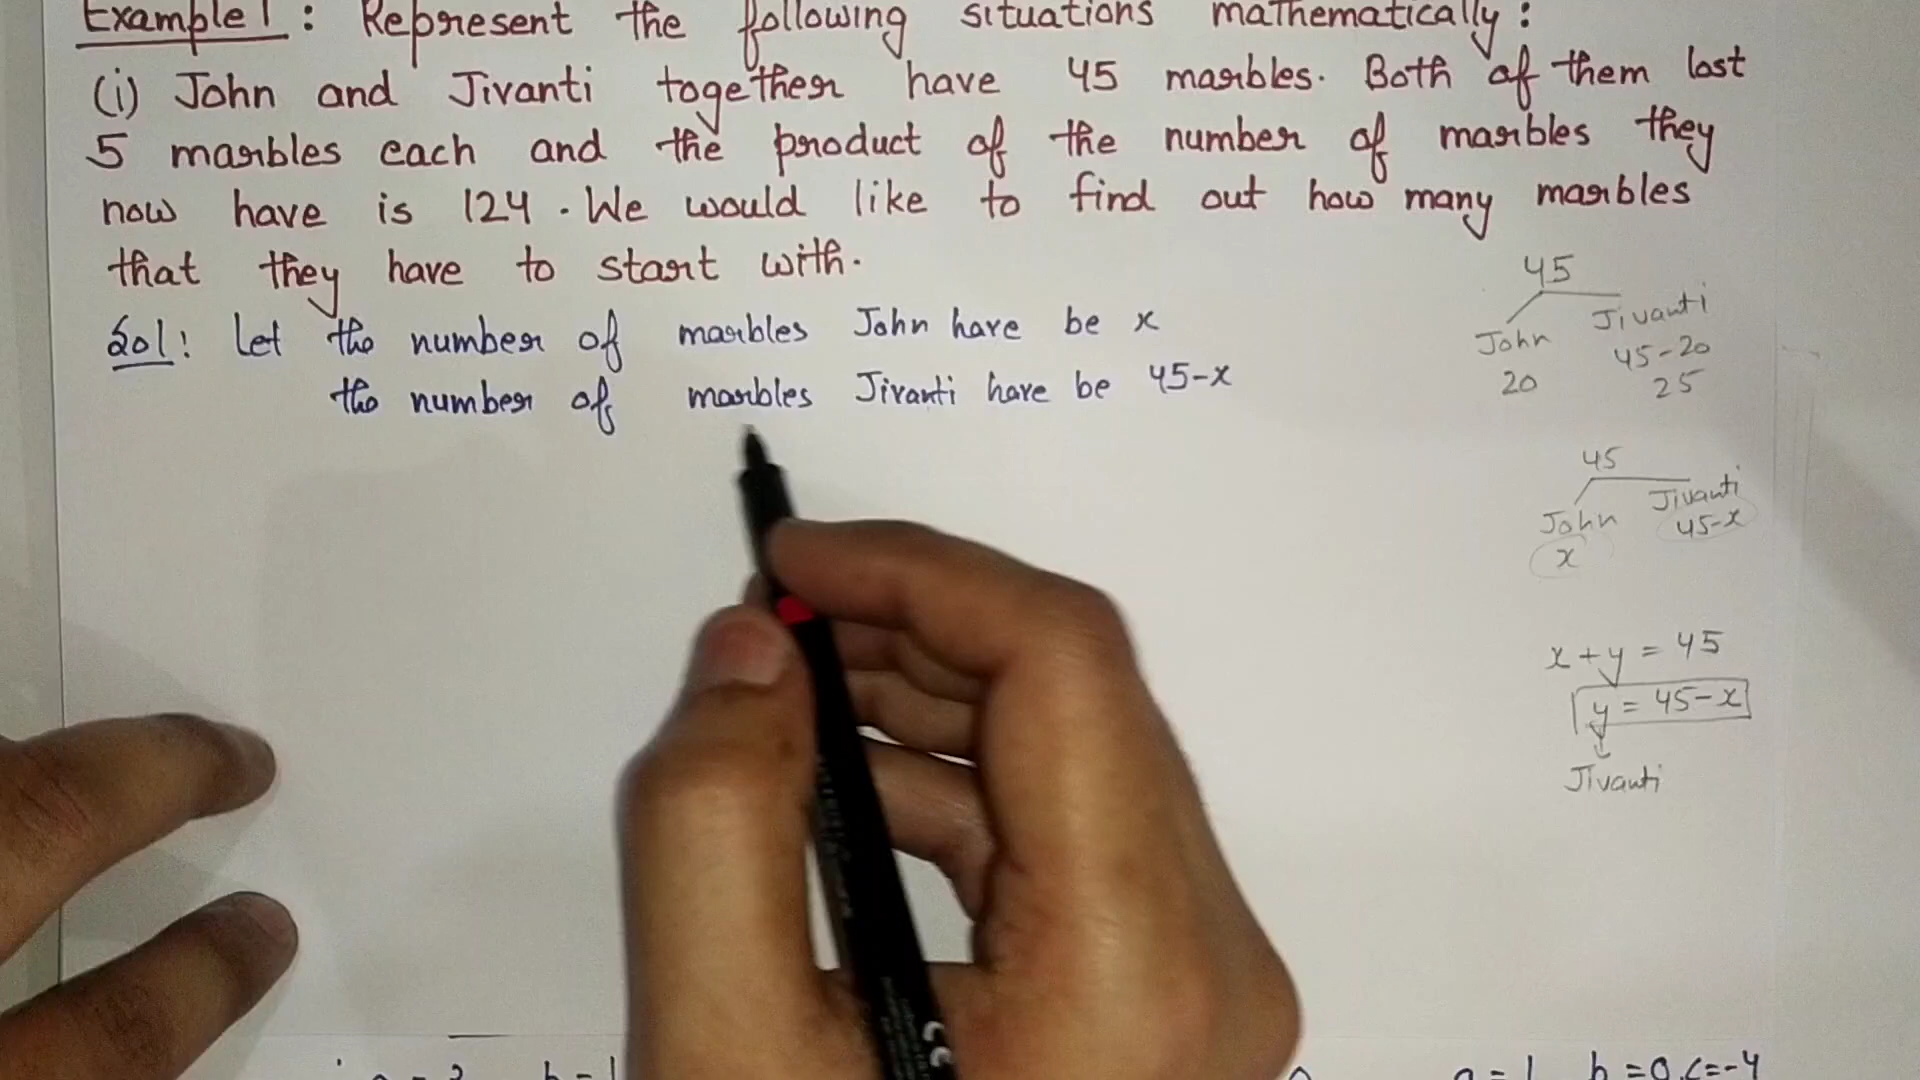 Example 1 : Represent the following situations mathematically :
(i) John and Jivanti together have 45 marbles. Both of them lost
5 marbles each and the product of the number of marbles they
now have is 124. We would like to find out how many marbles
that they have to start with.
Sol: Let the number of marbles John have be x
the number of marbles Jivanti have be 45-x
45
John Jivanti
20 45-20
25
45
John Jivanti
x 45-x
x+y = 45
y = 45-x
Jivanti
a = 1 b = 0, c = -4